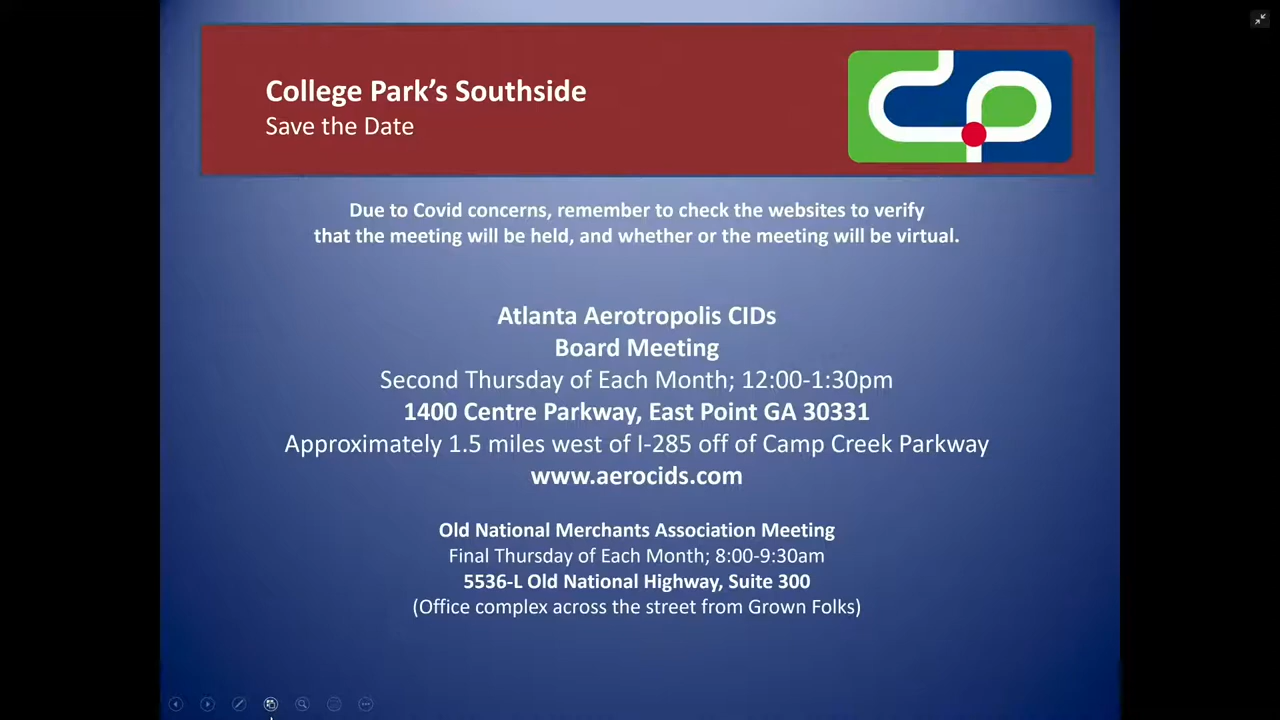 College Park's Southside
Save the Date
cp
Due to Covid concerns, remember to check the websites to verify
that the meeting will be held, and whether or the meeting will be virtual.
Atlanta Aerotropolis CIDs
Board Meeting
Second Thursday of Each Month; 12:00-1:30pm
1400 Centre Parkway, East Point GA 30331
Approximately 1.5 miles west of I-285 off of Camp Creek Parkway
www.aerocids.com
Old National Merchants Association Meeting
Final Thursday of Each Month; 8:00-9:30am
5536-L Old National Highway, Suite 300
(Office complex across the street from Grown Folks)